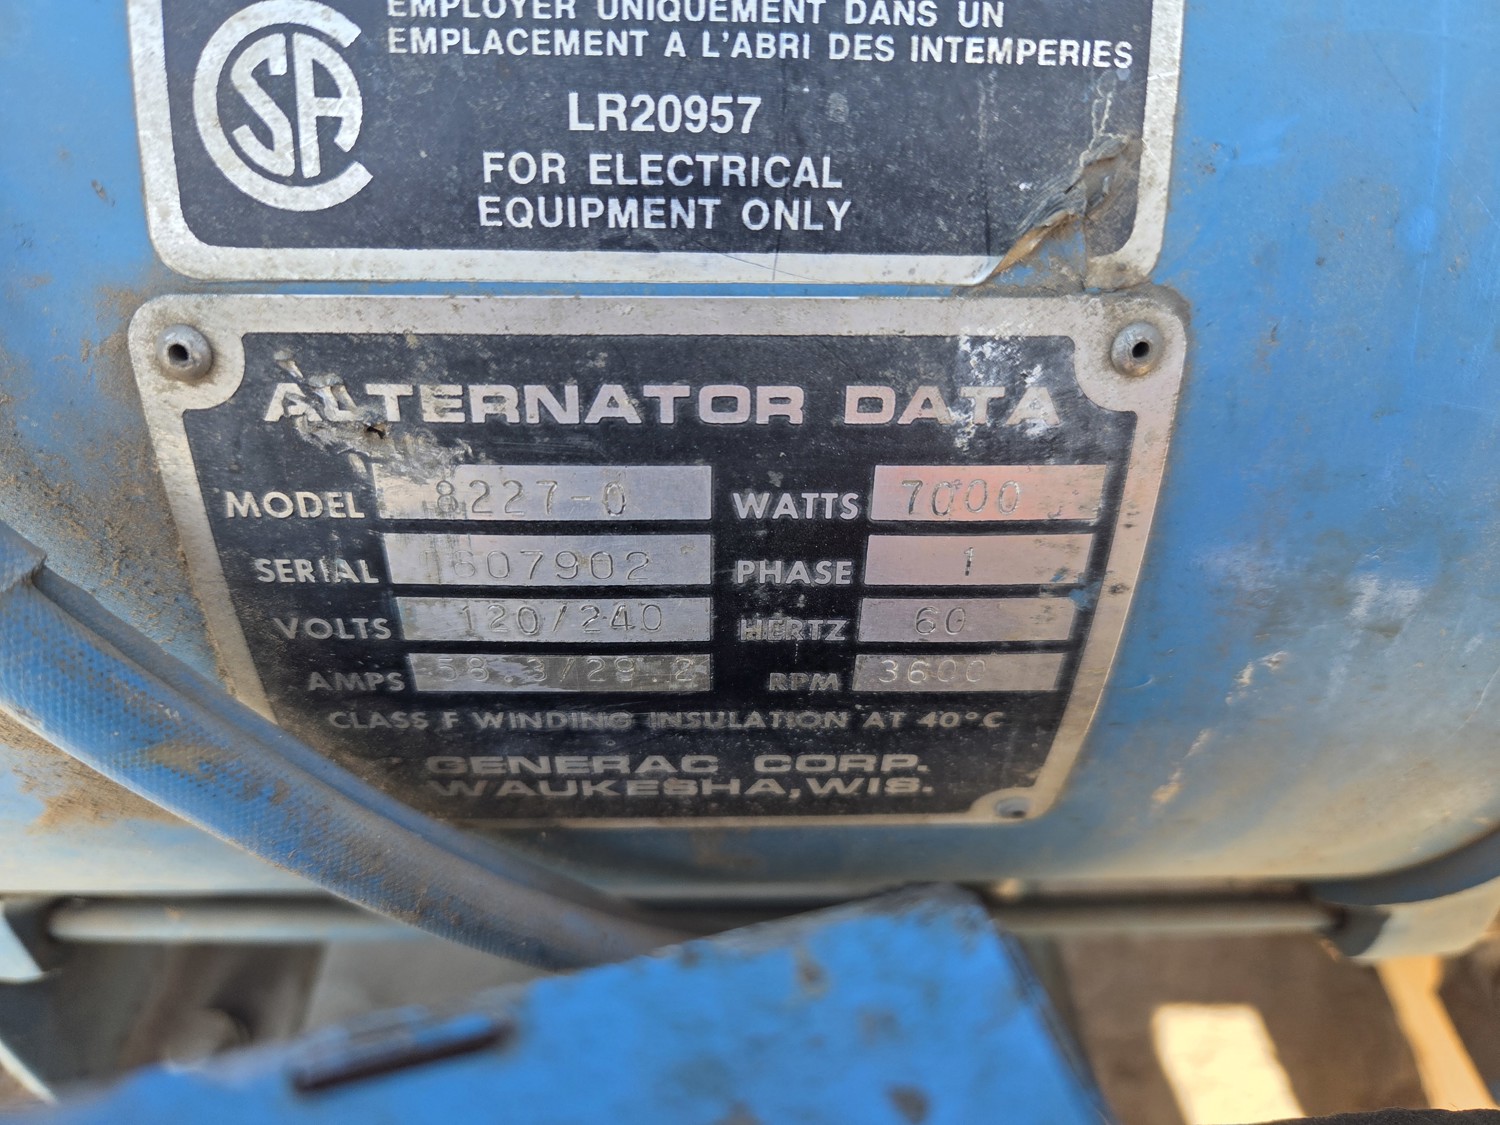 EMPLOYER UNIQUEMENT DANS UN
EMPLACEMENT A L'ABRI DES INTEMPERIES
CSA
LR20957
FOR ELECTRICAL
EQUIPMENT ONLY
ALTERNATOR DATA
MODEL 8227-0 WATTS 7000
SERIAL 1507902 PHASE 1
VOLTS 120/240 HERTZ 60
AMPS 58.3/29.2 RPM 3600
CLASS F WINDING INSULATION AT 40°C
GENERAC CORP.
WAUKESHA, WIS.